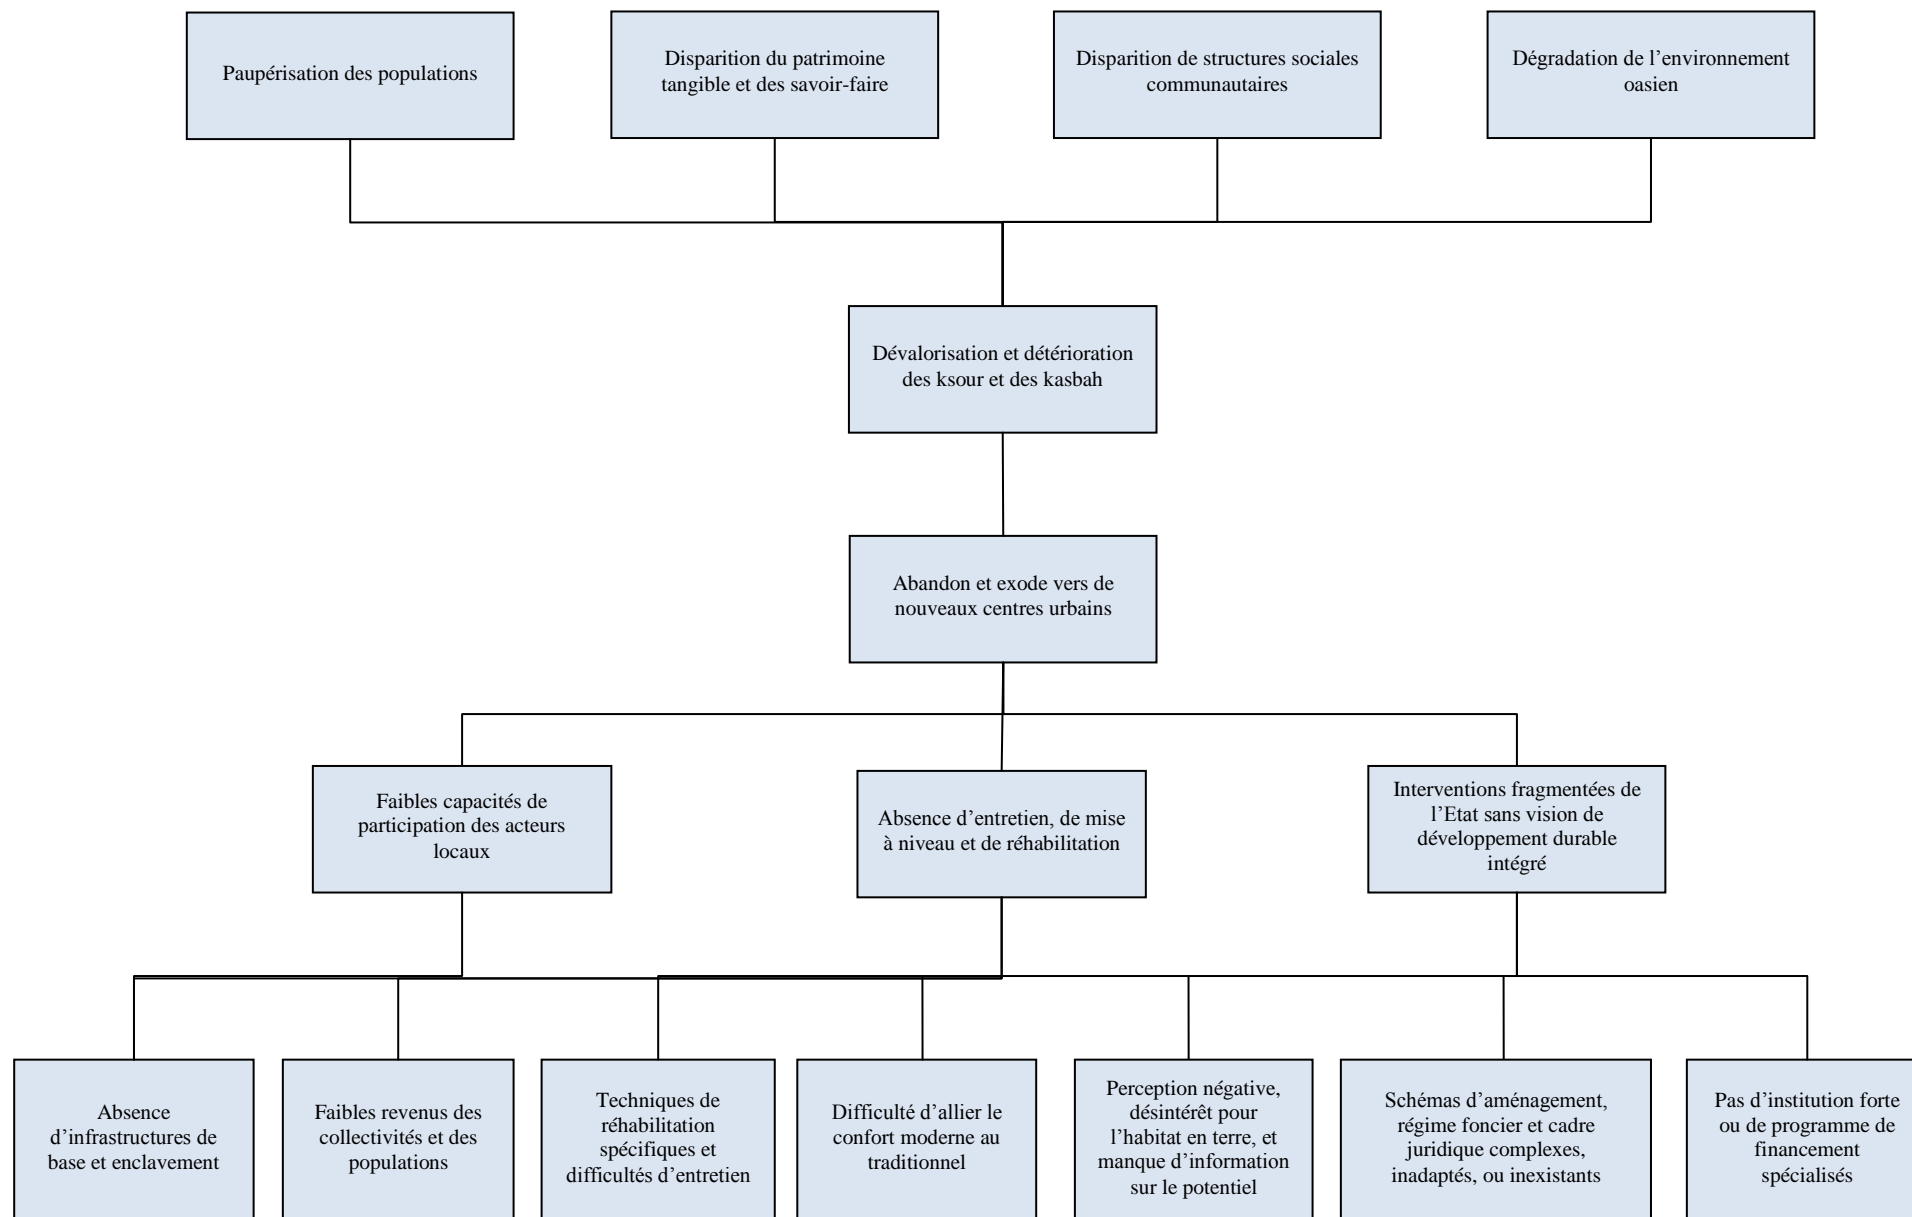 Paupérisation des populations
Disparition du patrimoine
tangible et des savoir-faire
Disparition de structures sociales
communautaires
Dégradation de l’environnement
oasien
Dévalorisation et détérioration
des ksour et des kasbah
Abandon et exode vers de
nouveaux centres urbains
Faibles capacités de
participation des acteurs
locaux
Absence d’entretien, de mise
à niveau et de réhabilitation
Interventions fragmentées de
l’Etat sans vision de
développement durable
intégré
Absence
d’infrastructures de
base et enclavement
Faibles revenus des
collectivités et des
populations
Techniques de
réhabilitation
spécifiques et
difficultés d’entretien
Difficulté d’allier le
confort moderne au
traditionnel
Perception négative,
désintérêt pour
l’habitat en terre, et
manque d’information
sur le potentiel
Schémas d’aménagement,
régime foncier et cadre
juridique complexes,
inadaptés, ou inexistants
Pas d’institution forte
ou de programme de
financement
spécialisés